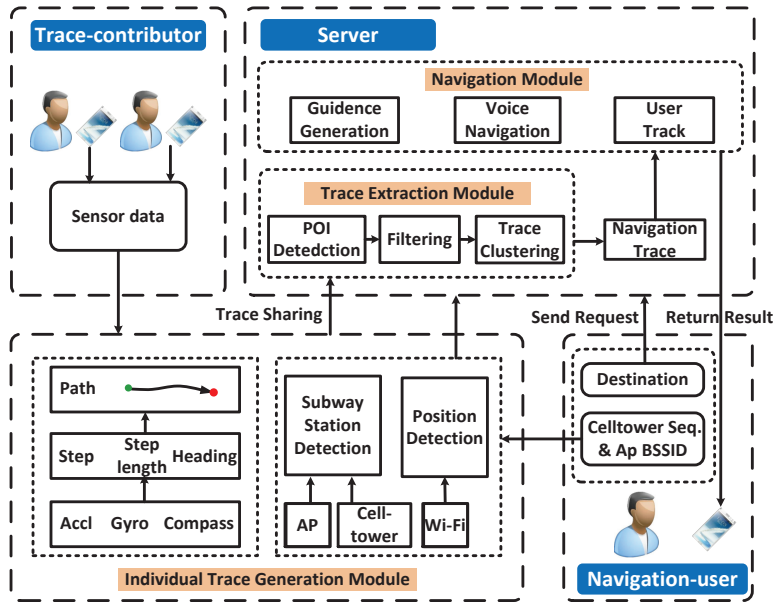 Trace-contributor
Server
Navigation Module
Guidence
Generation
Voice
Navigation
User
Track
Sensor data
Trace Extraction Module
POI
Detedction
Filtering
Trace
Clustering
Navigation
Trace
Trace Sharing
Send Request
Return Result
Path
Step
Step
length
Heading
Accl
Gyro
Compass
Subway
Station
Detection
Position
Detection
AP
Cell-
tower
Wi-Fi
Individual Trace Generation Module
Destination
Celltower Seq.
& Ap BSSID
Navigation-user